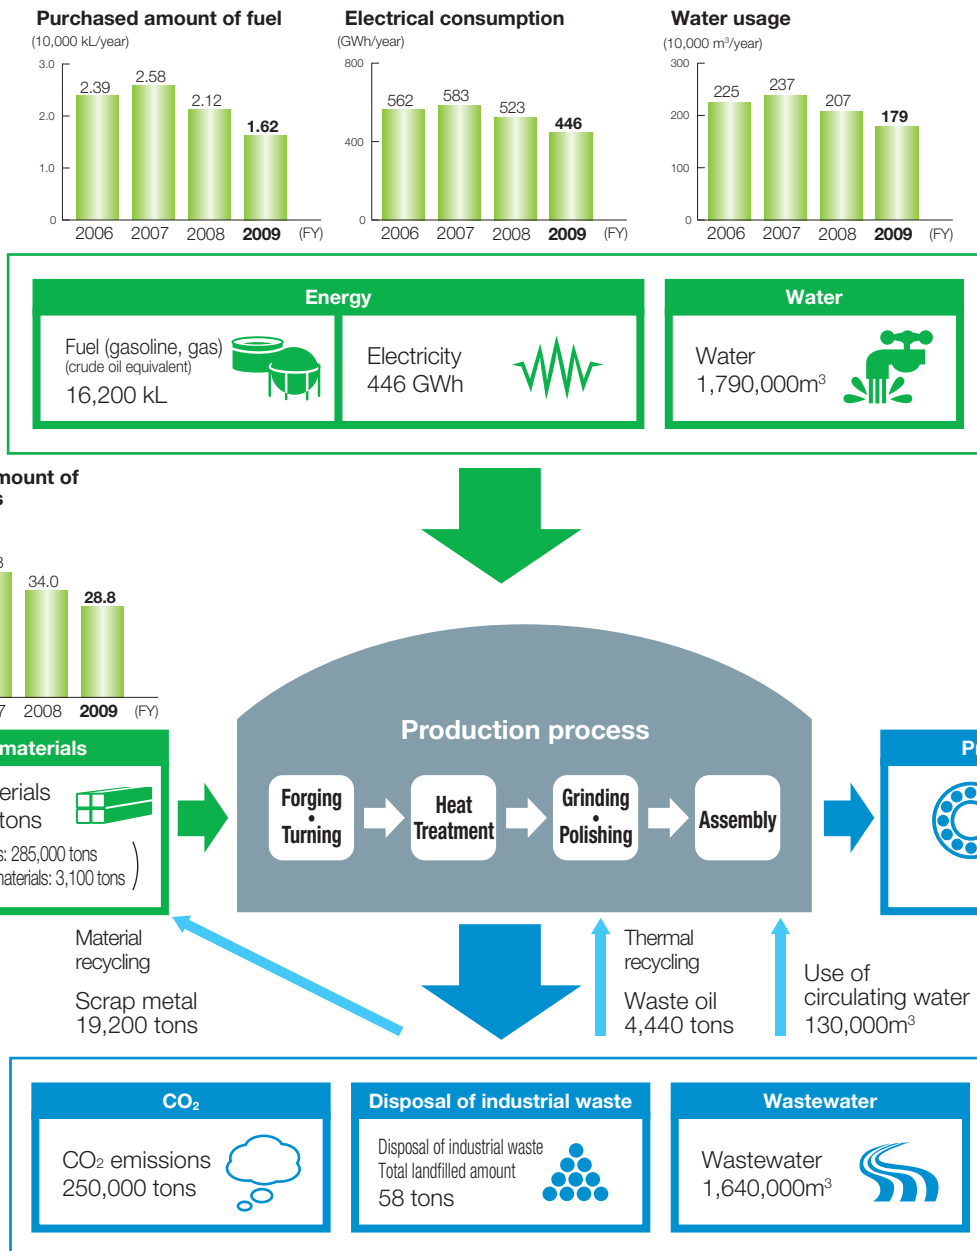 Purchased amount of fuel
(10,000 kL/year)
3.0
2.0
1.0
0
2.39
2.58
2.12
1.62
2006 2007 2008 2009 (FY)
Electrical consumption
(GWh/year)
800
400
0
562
583
523
446
2006 2007 2008 2009 (FY)
Water usage
(10,000 m³/year)
300
200
100
0
225
237
207
179
2006 2007 2008 2009 (FY)
Energy
Fuel (gasoline, gas)
(crude oil equivalent)
16,200 kL
Electricity
446 GWh
Water
Water
1,790,000m³
mount of
s
34.0
28.8
7 2008 2009 (FY)
materials
erials
tons
s: 285,000 tons
materials: 3,100 tons
Production process
Forging
•
Turning
Heat
Treatment
Grinding
•
Polishing
Assembly
Material
recycling
Scrap metal
19,200 tons
Thermal
recycling
Waste oil
4,440 tons
Use of
circulating water
130,000m³
CO₂
CO₂ emissions
250,000 tons
Disposal of industrial waste
Disposal of industrial waste
Total landfilled amount
58 tons
Wastewater
Wastewater
1,640,000m³